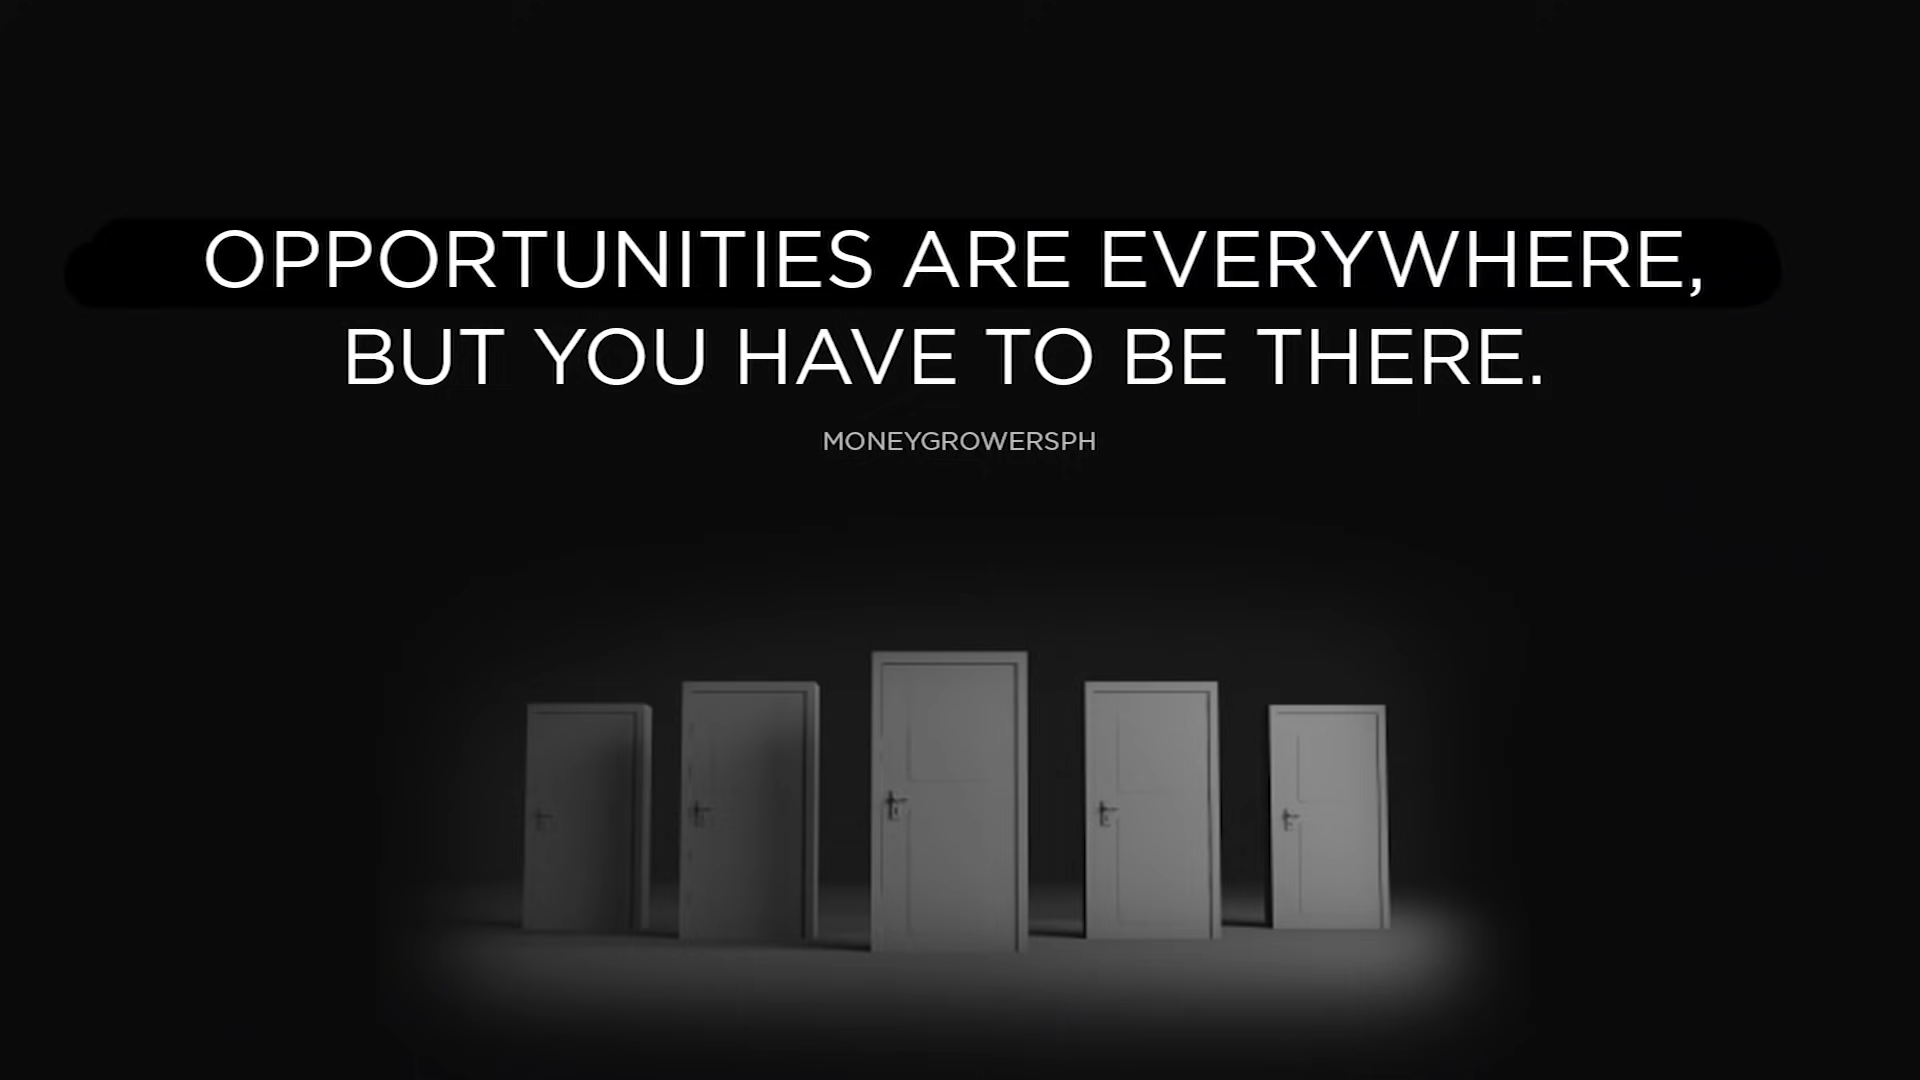 OPPORTUNITIES ARE EVERYWHERE,
BUT YOU HAVE TO BE THERE.
MONEYGROWERSPH